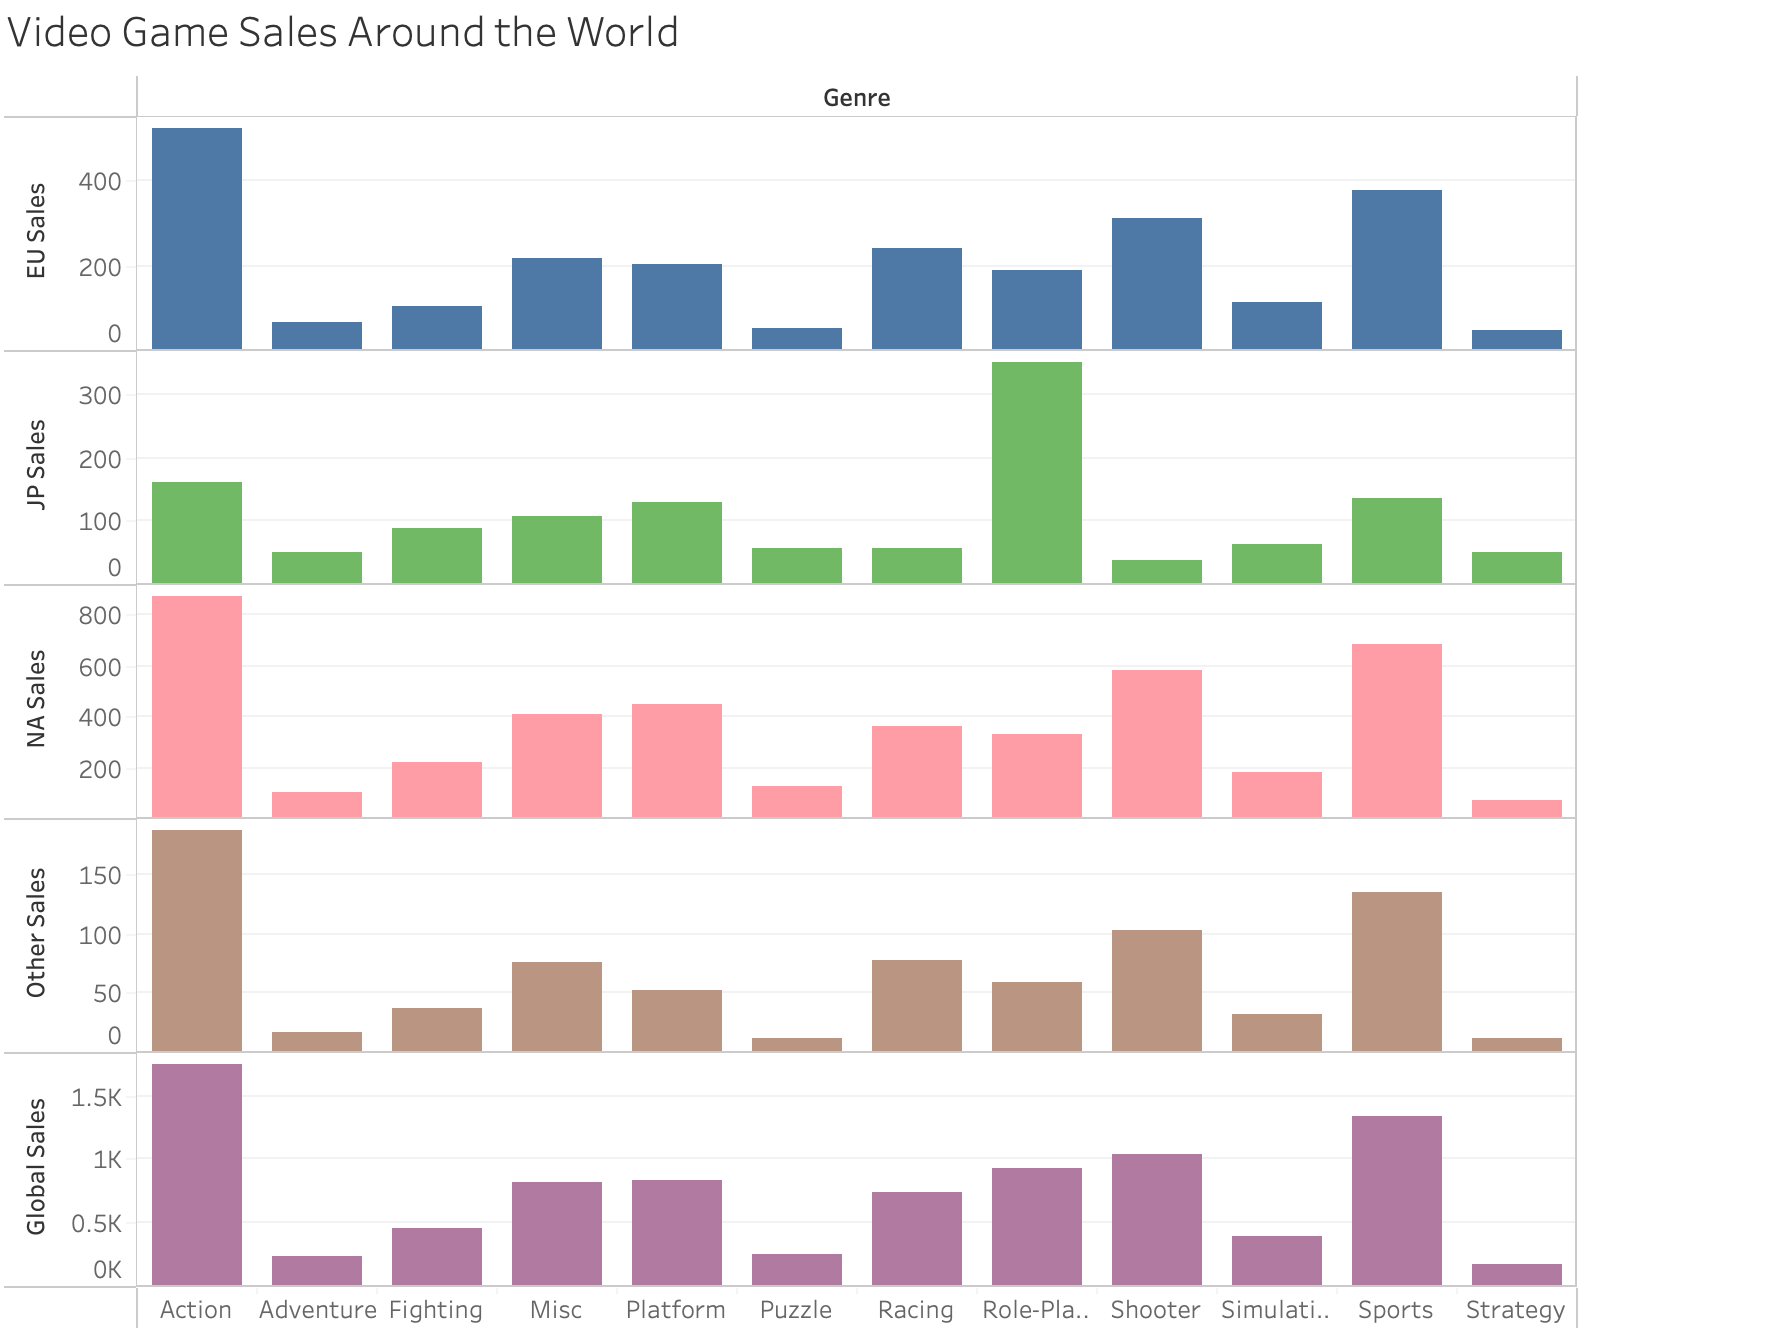 Video Game Sales Around the World
Genre
EU Sales
400
200
0
JP Sales
300
200
100
0
NA Sales
800
600
400
200
Other Sales
150
100
50
0
Global Sales
1.5K
1K
0.5K
0K
Action Adventure Fighting Misc Platform Puzzle Racing Role-Pla.. Shooter Simulati.. Sports Strategy